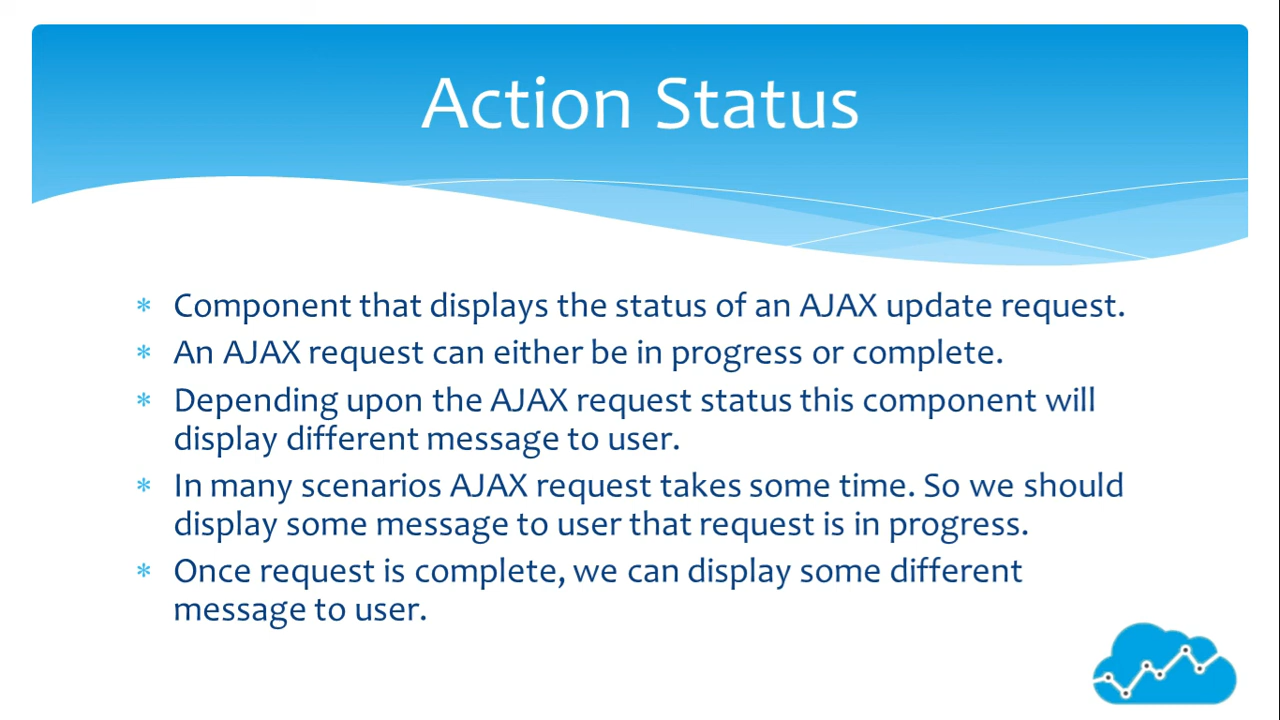 Action Status
* Component that displays the status of an AJAX update request.
* An AJAX request can either be in progress or complete.
* Depending upon the AJAX request status this component will
display different message to user.
* In many scenarios AJAX request takes some time. So we should
display some message to user that request is in progress.
* Once request is complete, we can display some different
message to user.